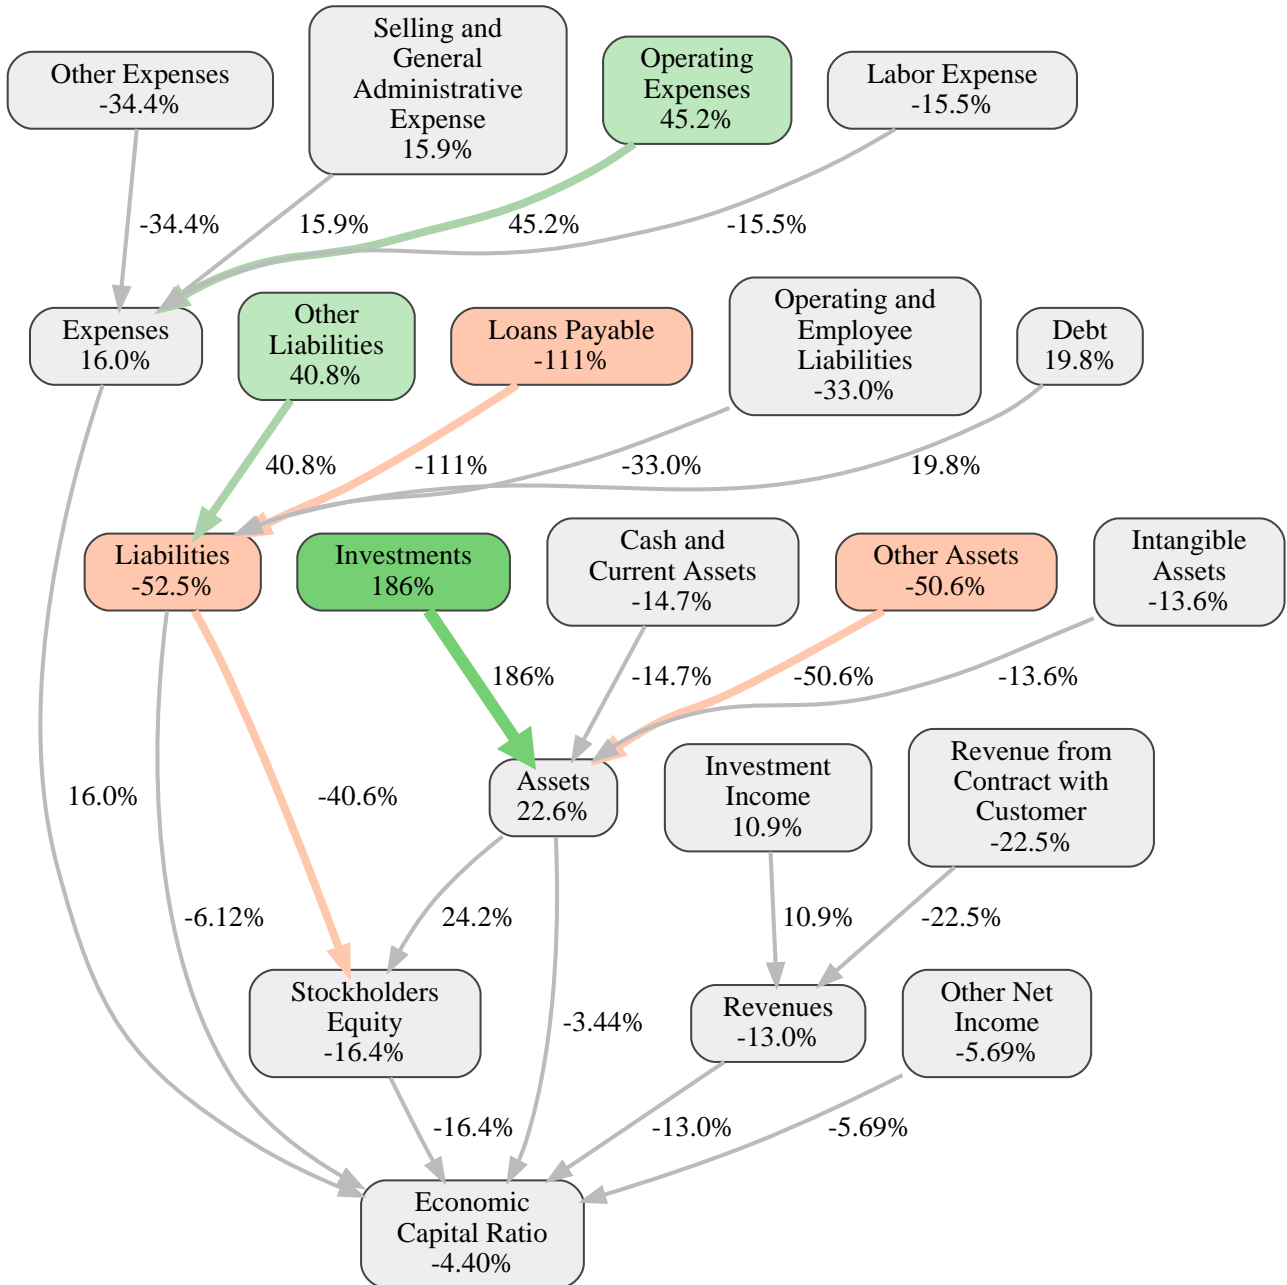 Other Expenses
-34.4%
Selling and
General
Administrative
Expense
15.9%
Operating
Expenses
45.2%
Labor Expense
-15.5%
-34.4%
15.9%
45.2%
-15.5%
Expenses
16.0%
Other
Liabilities
40.8%
Loans Payable
-111%
Operating and
Employee
Liabilities
-33.0%
Debt
19.8%
40.8%
-111%
-33.0%
19.8%
Liabilities
-52.5%
Investments
186%
Cash and
Current Assets
-14.7%
Other Assets
-50.6%
Intangible
Assets
-13.6%
186%
-14.7%
-50.6%
-13.6%
16.0%
-40.6%
Assets
22.6%
Investment
Income
10.9%
Revenue from
Contract with
Customer
-22.5%
-6.12%
24.2%
10.9%
-22.5%
Stockholders
Equity
-16.4%
-3.44%
Revenues
-13.0%
Other Net
Income
-5.69%
-16.4%
-13.0%
-5.69%
Economic
Capital Ratio
-4.40%